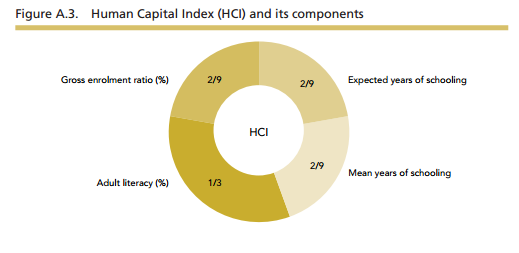 Figure A.3. Human Capital Index (HCI) and its components
Gross enrolment ratio (%)
2/9
2/9
Expected years of schooling
HCI
2/9
Mean years of schooling
Adult literacy (%)
1/3